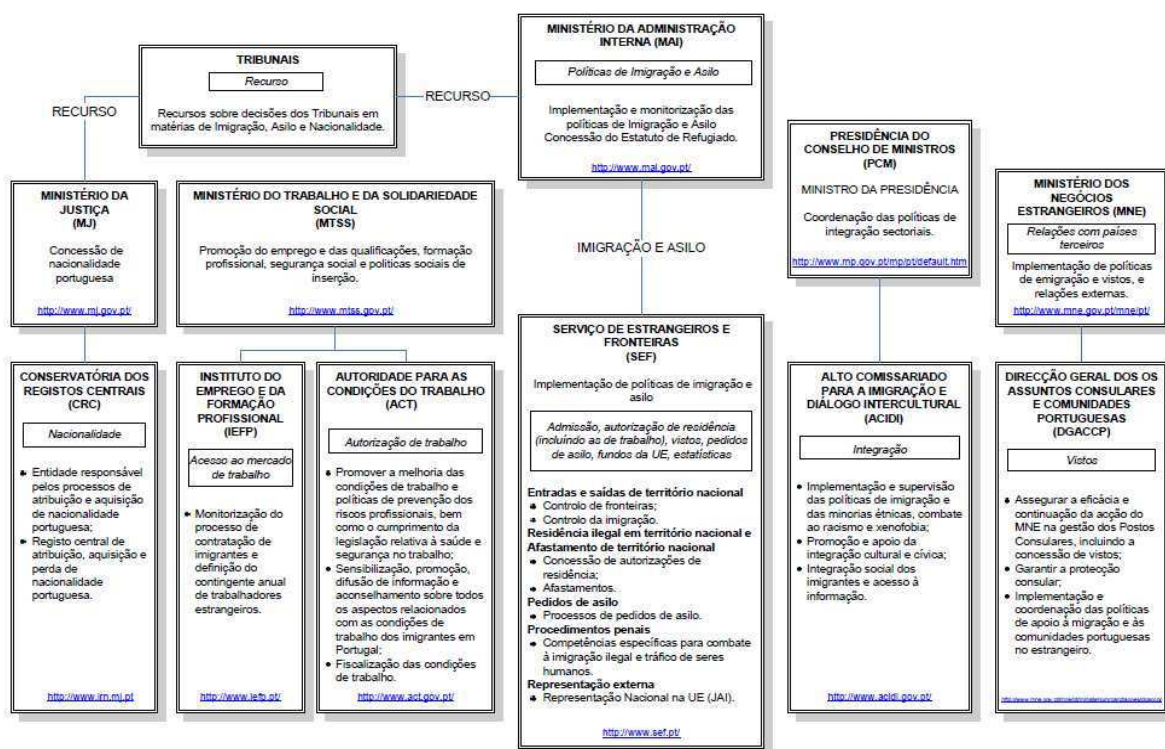 TRIBUNAIS
Recurso
Recursos sobre decisões dos Tribunais em
matérias de Imigração, Asilo e Nacionalidade.
RECURSO
RECURSO
MINISTÉRIO DA ADMINISTRAÇÃO
INTERNA (MAI)
Políticas de Imigração e Asilo
Implementação e monitorização das
políticas de Imigração e Asilo
Concessão do Estatuto de Refugiado.
http://www.mai.gov.pt/
IMIGRAÇÃO E ASILO
PRESIDÊNCIA DO
CONSELHO DE MINISTROS
(PCM)
MINISTRO DA PRESIDÊNCIA
Coordenação das políticas de
integração sectoriais.
http://www.mp.gov.pt/mp/pt/default.htm
MINISTÉRIO DOS
NEGÓCIOS
ESTRANGEIROS (MNE)
Relações com países
terceiros
Implementação de políticas
de emigração e vistos, e
relações externas.
http://www.mne.gov.pt/mne/pt/
MINISTÉRIO DA
JUSTIÇA
(MJ)
Concessão de
nacionalidade
portuguesa
http://www.mj.gov.pt/
MINISTÉRIO DO TRABALHO E DA SOLIDARIEDADE
SOCIAL
(MTSS)
Promoção do emprego e das qualificações, formação
profissional, segurança social e politicas sociais de
inserção.
http://www.mtss.gov.pt/
CONSERVATÓRIA DOS
REGISTOS CENTRAIS
(CRC)
Nacionalidade
Entidade responsável
pelos processos de
atribuição e aquisição
de nacionalidade
portuguesa;
Registo central de
atribuição, aquisição e
perda de
nacionalidade
portuguesa.
http://www.irn.mj.pt
INSTITUTO DO
EMPREGO E DA
FORMAÇÃO
PROFISSIONAL
(IEFP)
Acesso ao mercado
de trabalho
Monitorização do
processo de
contratação de
imigrantes e
definição do
contingente anual
de trabalhadores
estrangeiros.
http://www.iefp.pt/
AUTORIDADE PARA AS
CONDIÇÕES DO TRABALHO
(ACT)
Autorização de trabalho
Promover a melhoria das
condições de trabalho e
políticas de prevenção dos
riscos profissionais, bem
como o cumprimento da
legislação relativa à saúde e
segurança no trabalho;
Sensibilização, promoção,
difusão de informação e
aconselhamento sobre todos
os aspectos relacionados
com as condições de
trabalho dos imigrantes em
Portugal;
Fiscalização das condições
de trabalho.
http://www.act.gov.pt/
SERVIÇO DE ESTRANGEIROS E
FRONTEIRAS
(SEF)
Implementação de políticas de imigração e
asilo
Admissão, autorização de residência
(incluíndo as de trabalho), vistos, pedidos
de asilo, fundos da UE, estatísticas
Entradas e saídas de território nacional
Controlo de fronteiras;
Controlo da imigração.
Residência ilegal em território nacional e
Afastamento de território nacional
Concessão de autorizações de
residência;
Afastamentos.
Pedidos de asilo
Processos de pedidos de asilo.
Procedimentos penais
Competências específicas para combate
à imigração ilegal e tráfico de seres
humanos.
Representação externa
Representação Nacional na UE (JAI).
http://www.sef.pt/
ALTO COMISSARIADO
PARA A IMIGRAÇÃO E
DIÁLOGO INTERCULTURAL
(ACIDI)
Integração
Implementação e supervisão
das políticas de imigração e
das minorias étnicas, combate
ao racismo e xenofobia;
Promoção e apoio da
integração cultural e cívica;
Integração social dos
imigrantes e acesso à
informação.
http://www.acidi.gov.pt/
DIRECÇÃO GERAL DOS OS
ASSUNTOS CONSULARES
E COMUNIDADES
PORTUGUESAS
(DGACCP)
Vistos
Assegurar a eficácia e
continuação da acção do
MNE na gestão dos Postos
Consulares, incluindo a
concessão de vistos;
Garantir a protecção
consular;
Implementação e
coordenação das políticas
de apoio à migração e às
comunidades portuguesas
no estrangeiro.